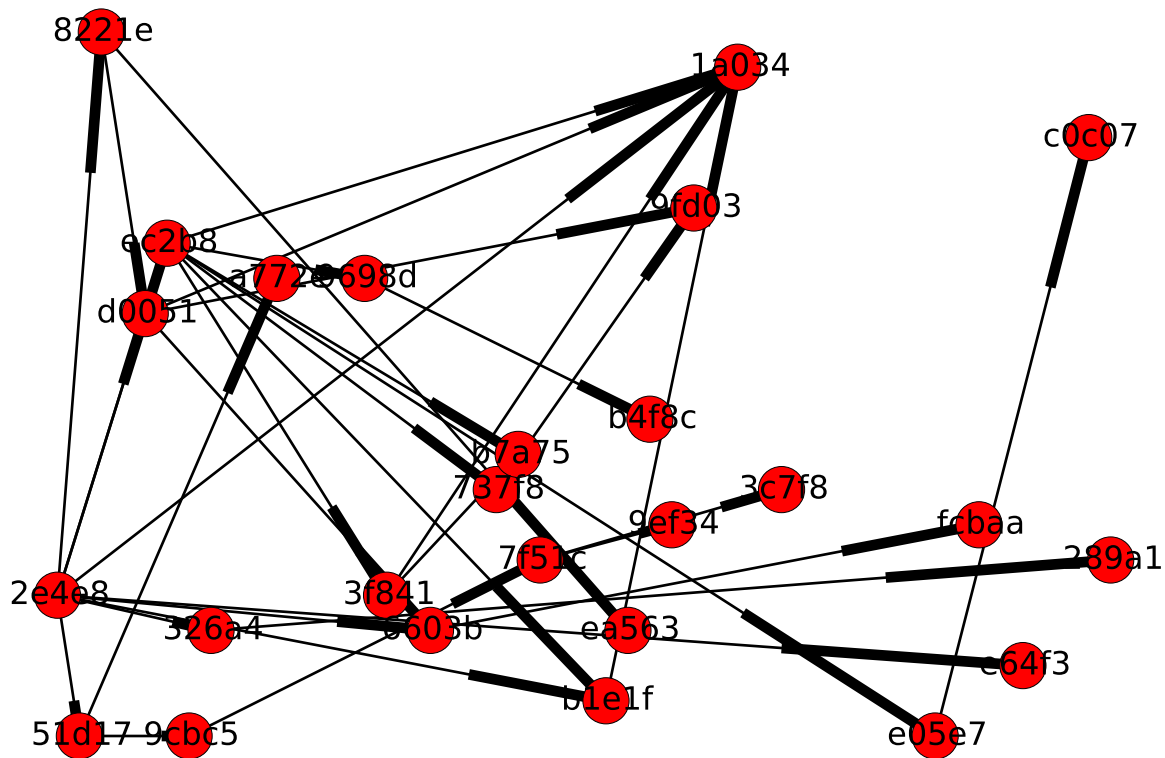 8221e
1a034
c0c07
9fd03
ec2b8
a772e
9698d
d0051
b4f8c
b7a75
737f8
3c7f8
9ef34
fcbaa
7f51c
289a1
2e4e8
3f841
326a4
6603b
ea563
c64f3
b1e1f
51d17
9cbc5
e05e7